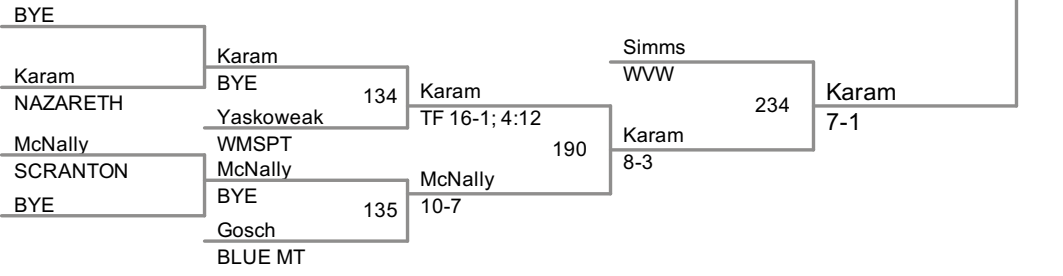 BYE
Karam
NAZARETH
McNally
SCRANTON
BYE
Karam
BYE
134
Yaskoweak
WMSPT
McNally
BYE
135
Gosch
BLUE MT
Karam
TF 16-1; 4:12
190
McNally
10-7
Simms
WVW
234
Karam
8-3
Karam
7-1